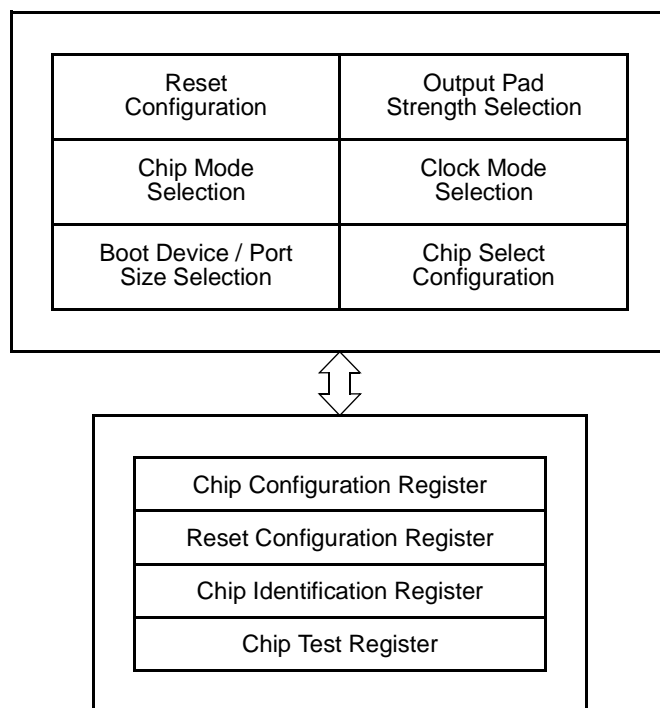 Reset
Configuration
Output Pad
Strength Selection
Chip Mode
Selection
Clock Mode
Selection
Boot Device / Port
Size Selection
Chip Select
Configuration
Chip Configuration Register
Reset Configuration Register
Chip Identification Register
Chip Test Register